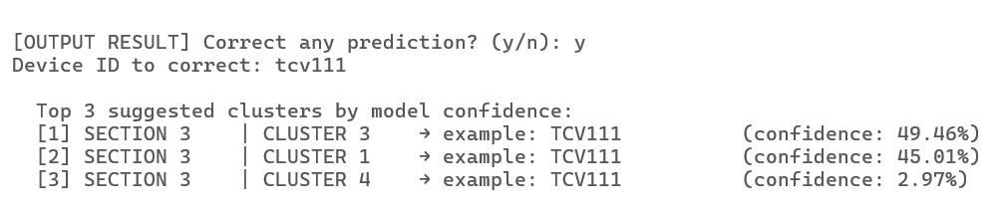 [OUTPUT RESULT] Correct any prediction? (y/n): y
Device ID to correct: tcv111
Top 3 suggested clusters by model confidence:
[1] SECTION 3    | CLUSTER 3    → example: TCV111          (confidence: 49.46%)
[2] SECTION 3    | CLUSTER 1    → example: TCV111          (confidence: 45.01%)
[3] SECTION 3    | CLUSTER 4    → example: TCV111          (confidence: 2.97%)